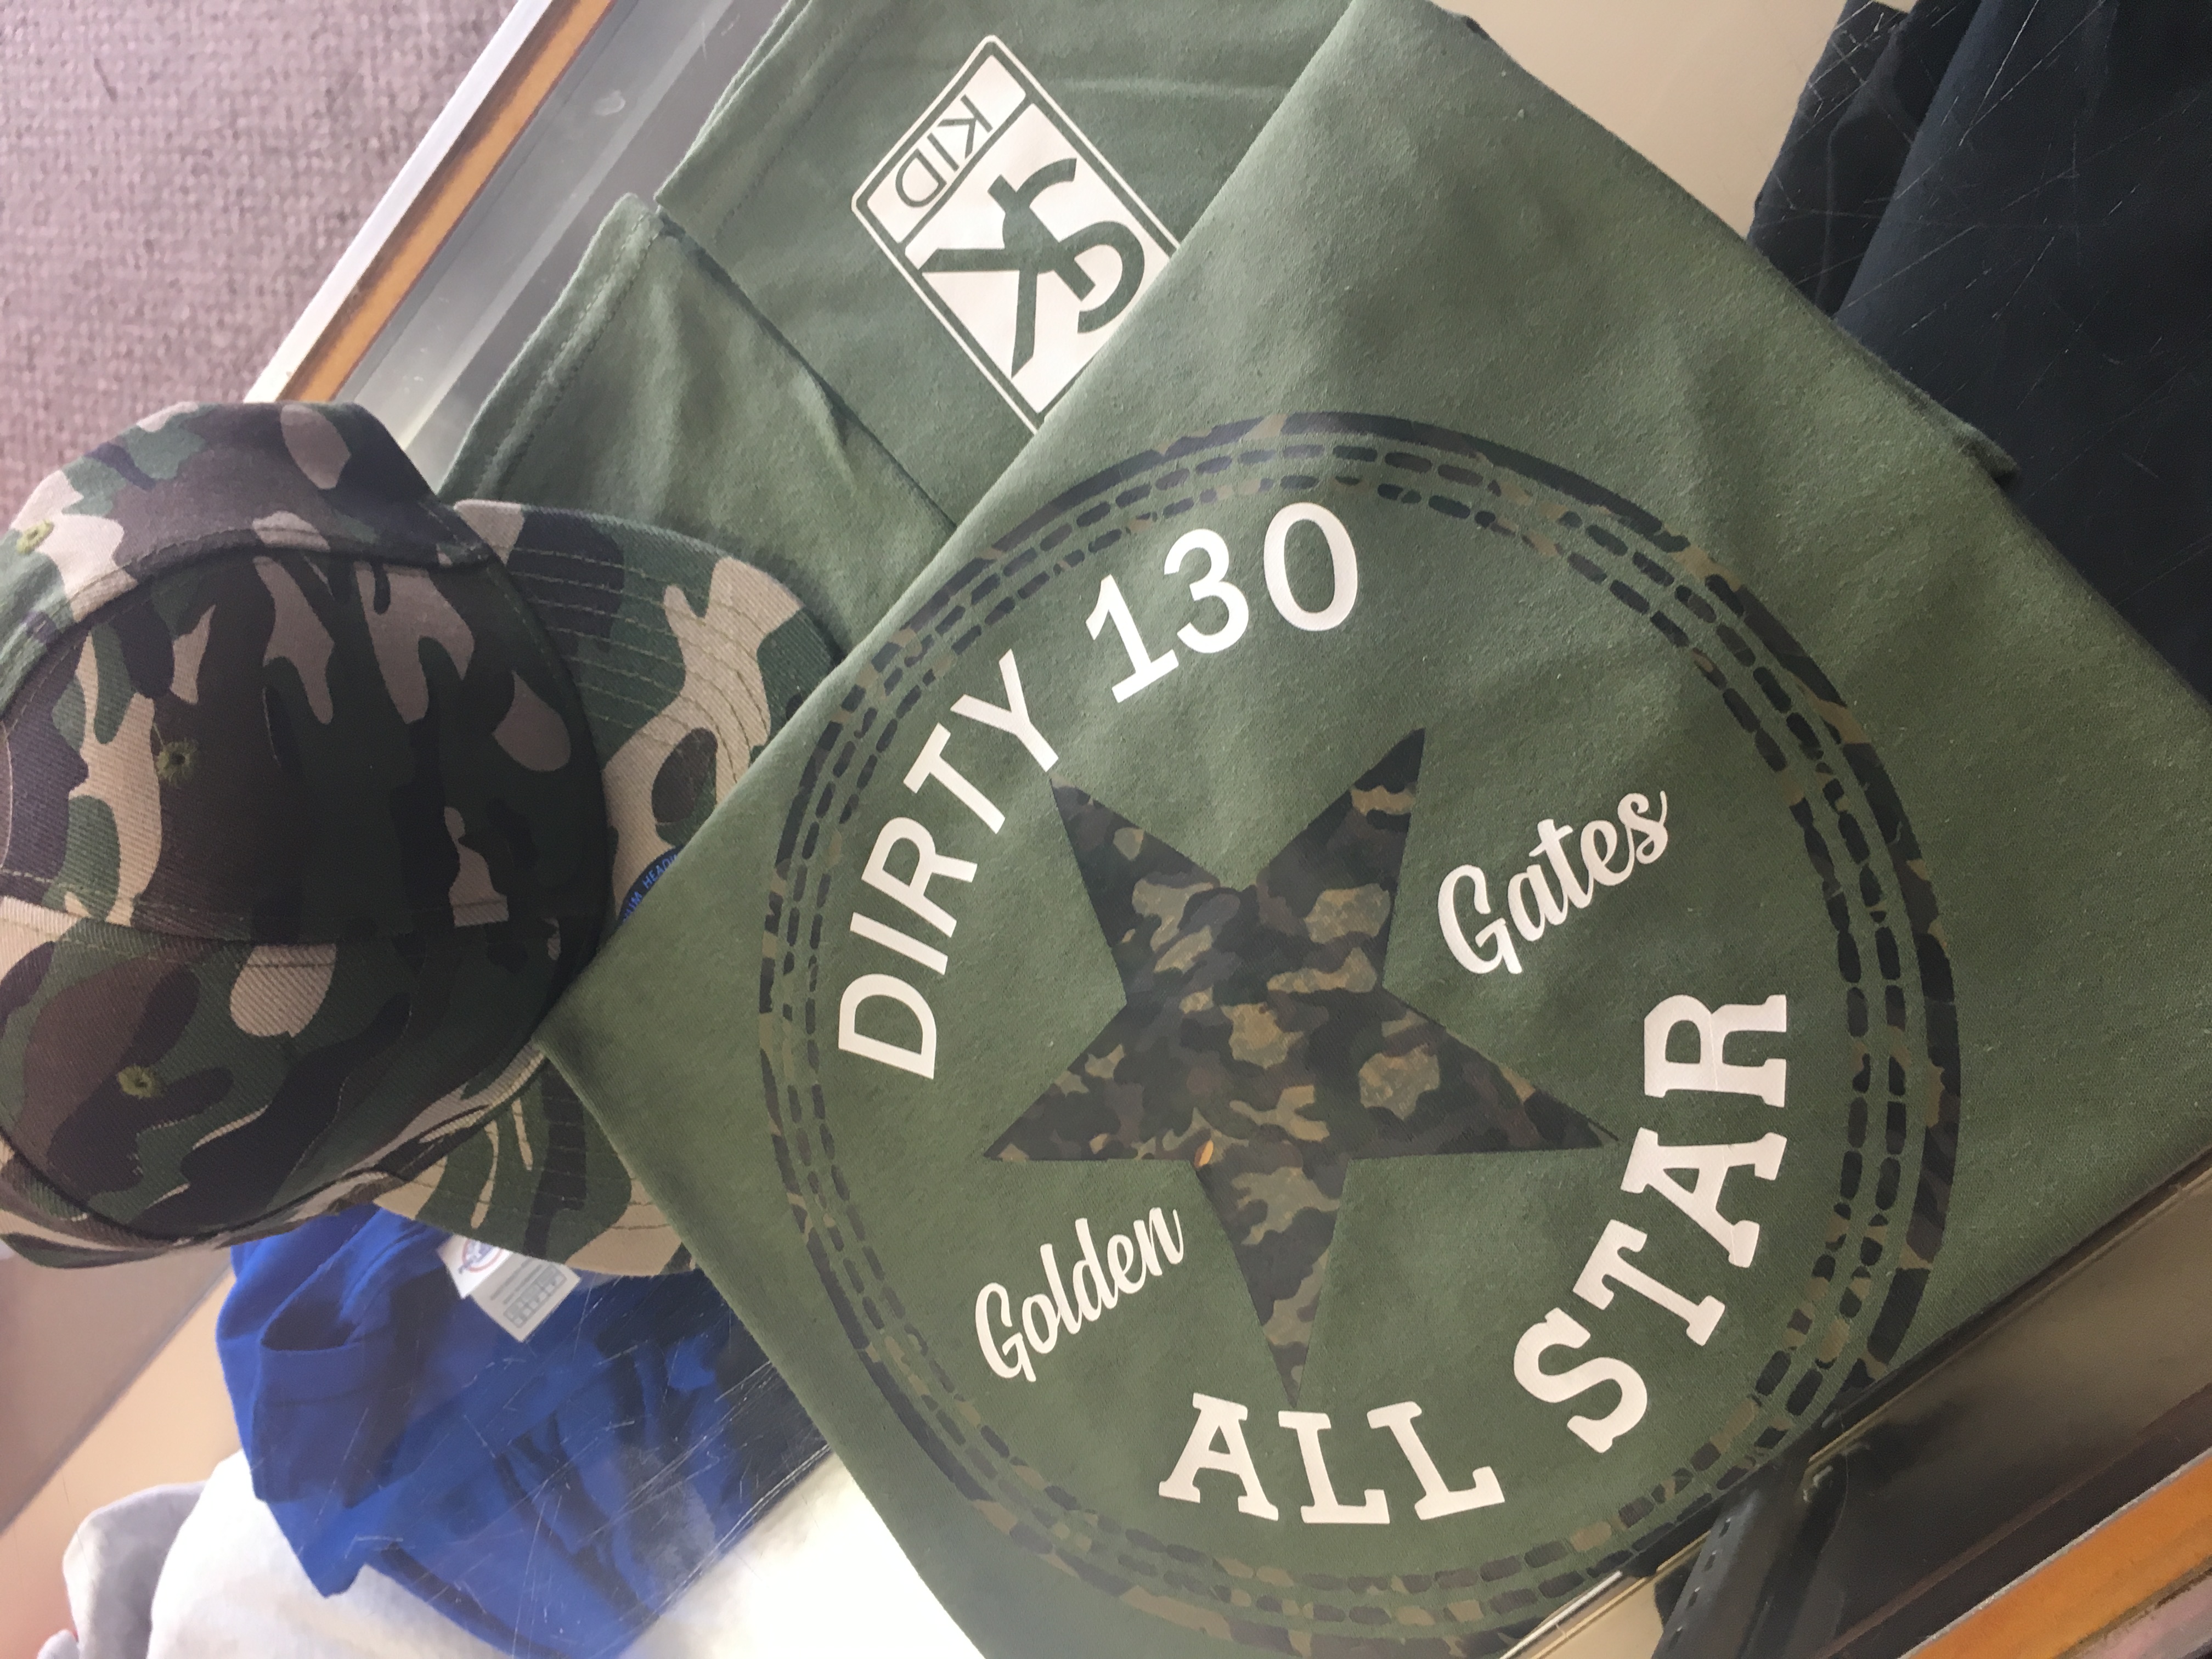 DIRTY 130
Golden Gates
ALL STAR
KID